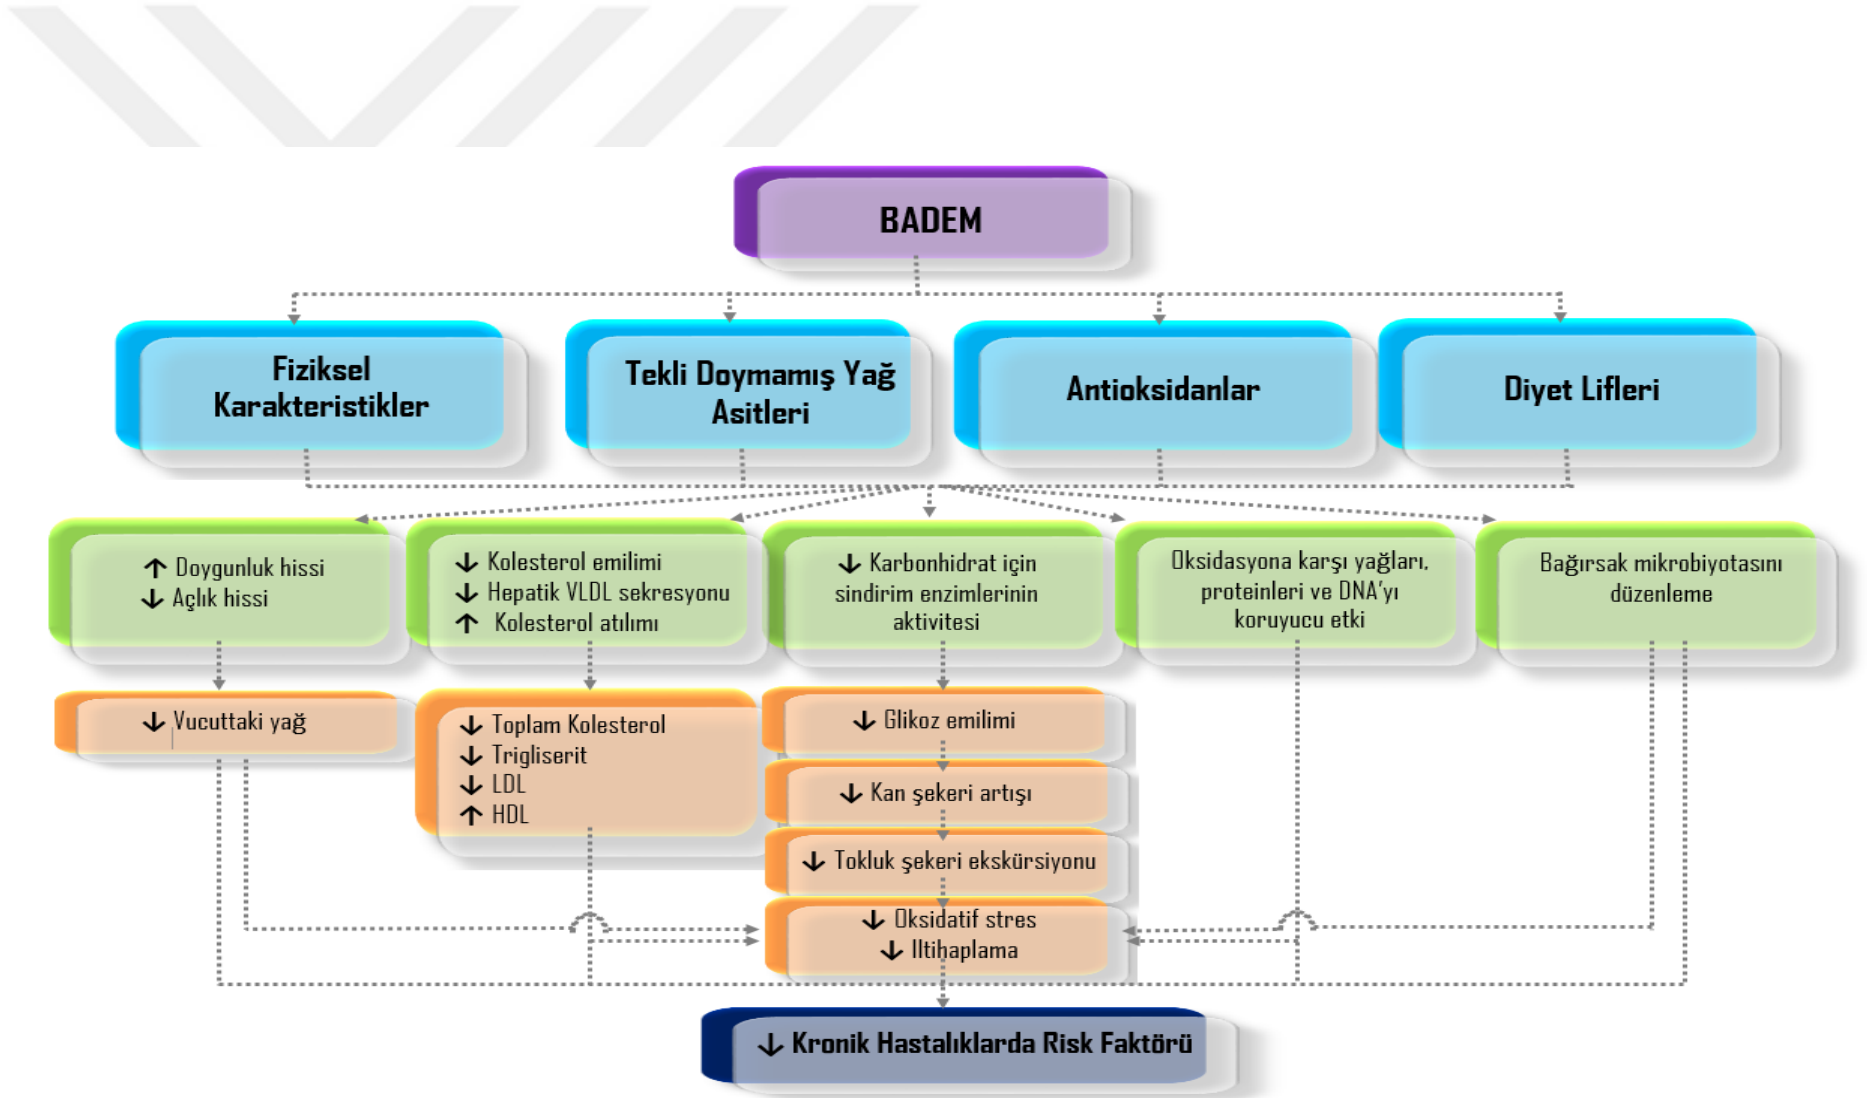 BADEM
Fiziksel
Karakteristikler
Tekli Doymamış Yağ
Asitleri
Antioksidanlar
Diyet Lifleri
↑ Doygunluk hissi
↓ Açlık hissi
↓ Kolesterol emilimi
↓ Hepatik VLDL sekresyonu
↑ Kolesterol atılımı
↓ Karbonhidrat için
sindirim enzimlerinin
aktivitesi
Oksidasyona karşı yağları,
proteinleri ve DNA'yı
koruyucu etki
Bağırsak mikrobiyotasını
düzenleme
↓ Vucuttaki yağ
↓ Toplam Kolesterol
↓ Trigliserit
↓ LDL
↑ HDL
↓ Glikoz emilimi
↓ Kan şekeri artışı
↓ Tokluk şekeri ekskürsiyonu
↓ Oksidatif stres
↓ Iltihaplama
↓ Kronik Hastalıklarda Risk Faktörü